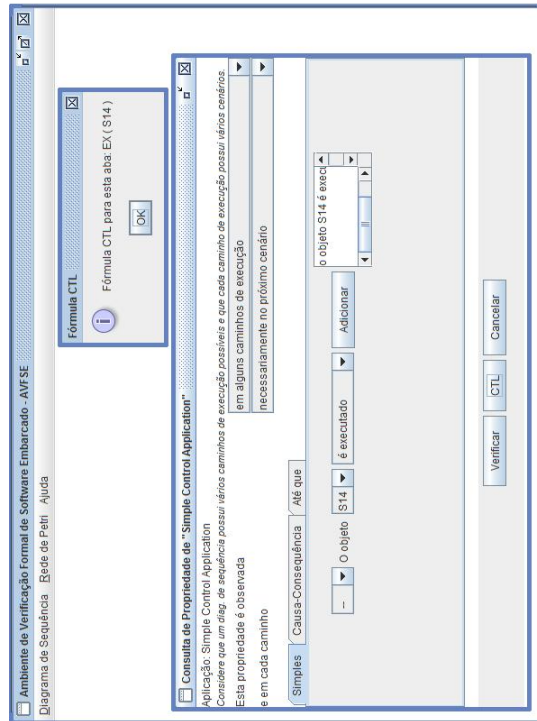 Ambiente de Verificação Formal de Software Embarcado - AVFSE
Diagrama de Sequência Rede de Petri Ajuda
Fórmula CTL
Fórmula CTL para esta aba: EX ( S14 )
OK
Consulta de Propriedade de "Simple Control Application"
Aplicação: Simple Control Application
Considere que um diag. de sequência possui vários caminhos de execução possíveis e que cada caminho de execução possui vários cenários.
Esta propriedade é observada em alguns caminhos de execução
e em cada caminho necessariamente no próximo cenário
Simples Causa-Consequência Até que
-- O objeto S14 é executado Adicionar o objeto S14 é execu
Verificar CTL Cancelar